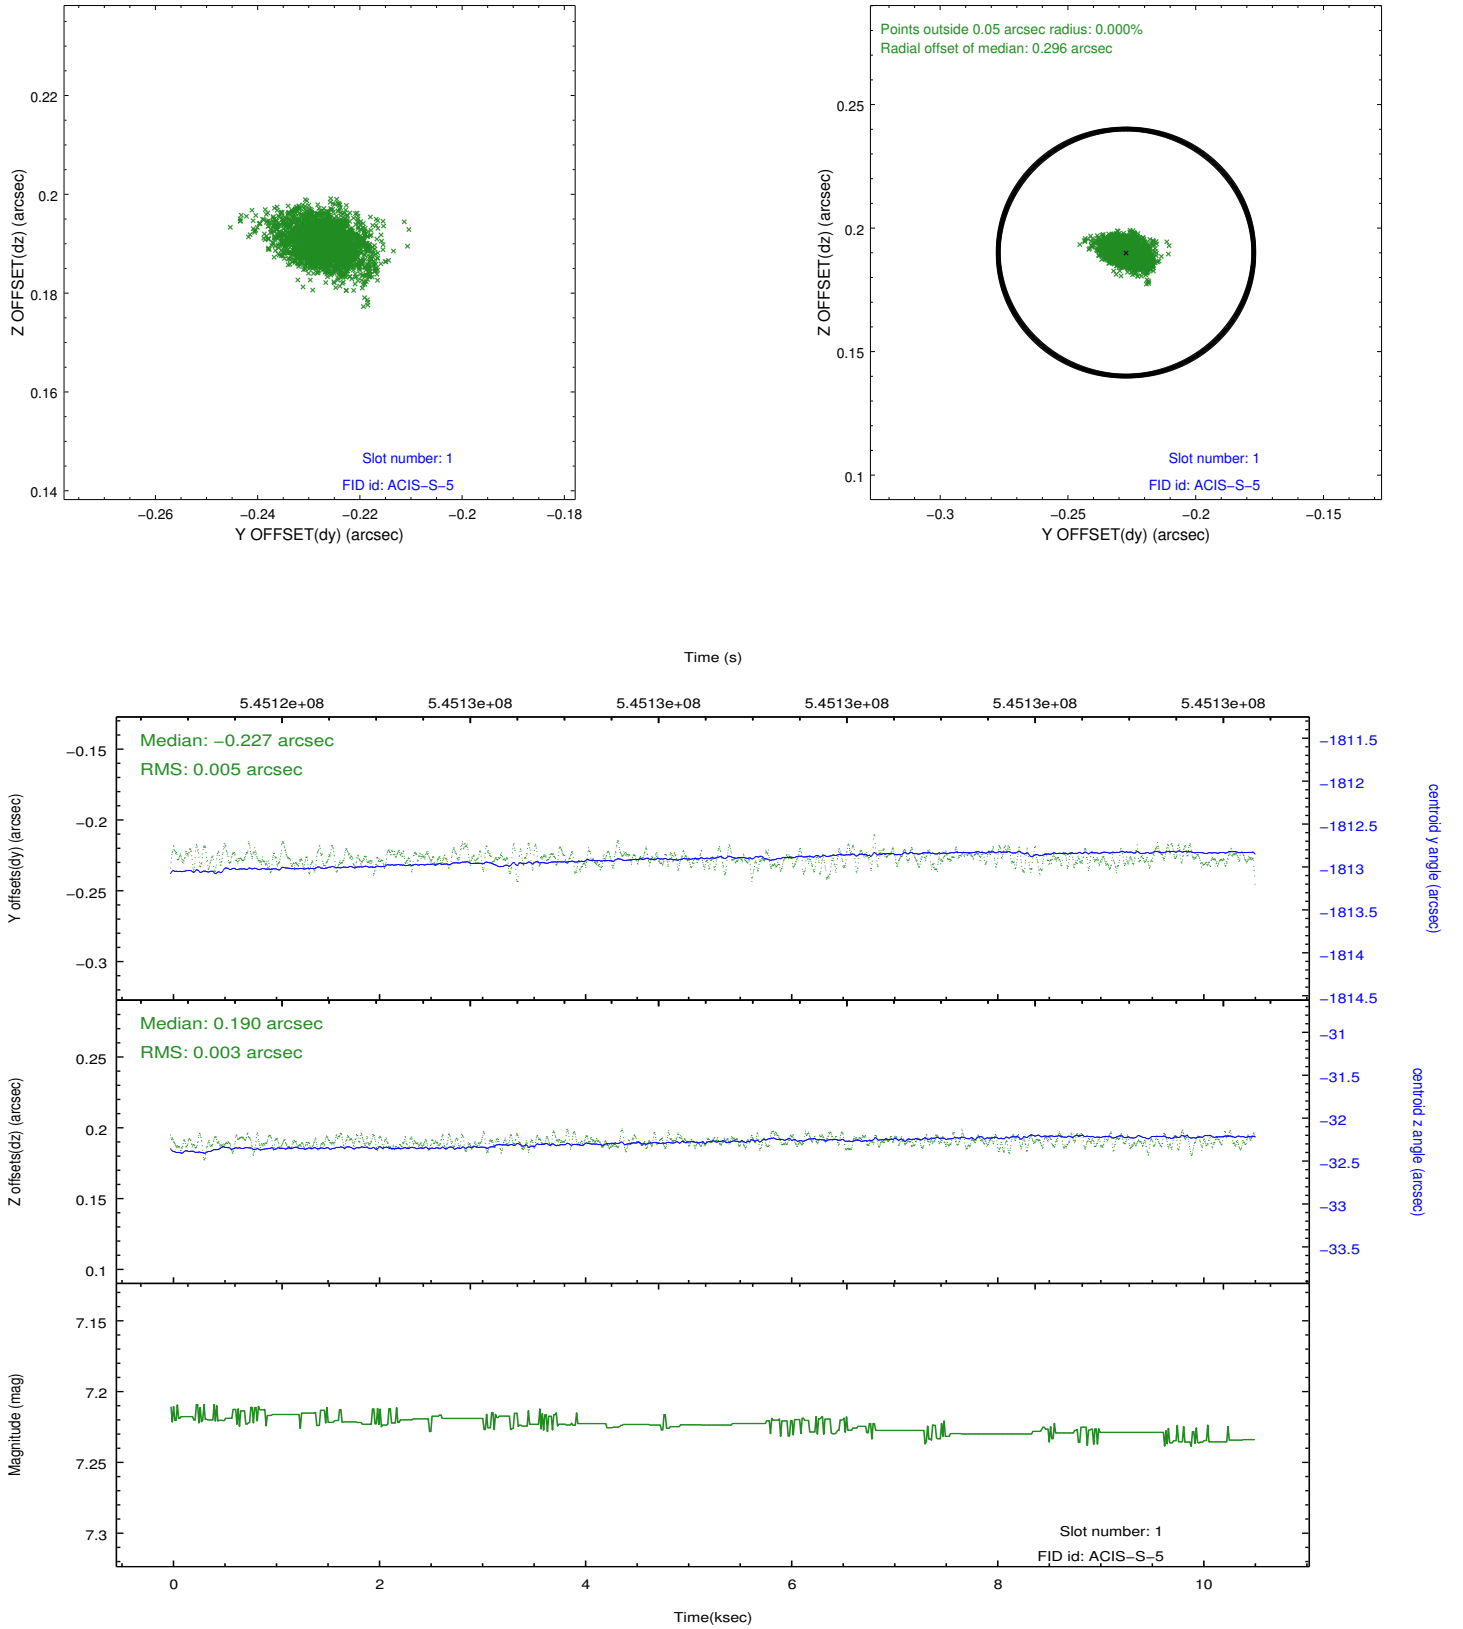 0.22
0.2
0.18
0.16
0.14
−0.26
−0.24
−0.22
−0.2
−0.18
Z OFFSET(dz) (arcsec)
Y OFFSET(dy) (arcsec)
Slot number: 1
FID id: ACIS−S−5
Points outside 0.05 arcsec radius: 0.000%
Radial offset of median: 0.296 arcsec
0.25
0.2
0.15
0.1
−0.3
−0.25
−0.2
−0.15
Z OFFSET(dz) (arcsec)
Y OFFSET(dy) (arcsec)
Slot number: 1
FID id: ACIS−S−5
Time (s)
5.4512e+08
5.4513e+08
5.4513e+08
5.4513e+08
5.4513e+08
5.4513e+08
Median: −0.227 arcsec
RMS: 0.005 arcsec
−0.15
−0.2
−0.25
−0.3
Y offsets(dy) (arcsec)
−1811.5
−1812
−1812.5
−1813
−1813.5
−1814
−1814.5
centroid y angle (arcsec)
Median: 0.190 arcsec
RMS: 0.003 arcsec
0.25
0.2
0.15
0.1
Z offsets(dz) (arcsec)
−31
−31.5
−32
−32.5
−33
−33.5
centroid z angle (arcsec)
7.15
7.2
7.25
7.3
Magnitude (mag)
Slot number: 1
FID id: ACIS−S−5
0
2
4
6
8
10
Time(ksec)